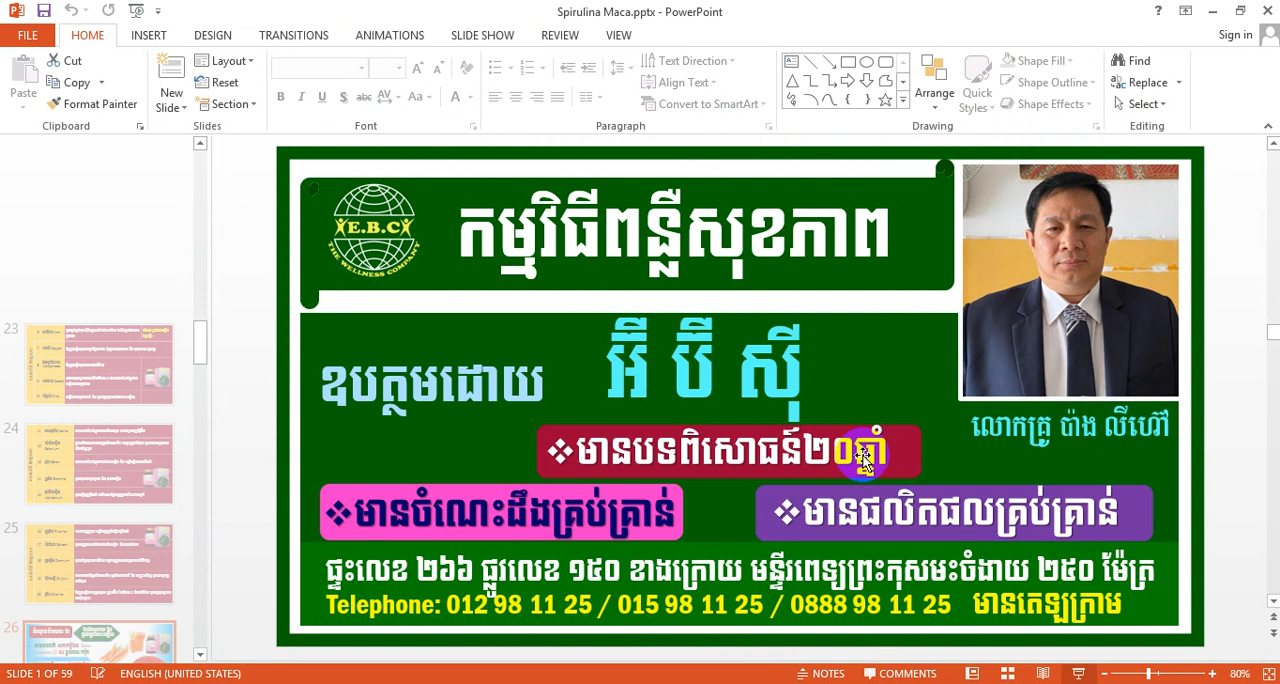 Spirulina Maca.pptx - PowerPoint
FILE HOME INSERT DESIGN TRANSITIONS ANIMATIONS SLIDE SHOW REVIEW VIEW Sign in
Paste Cut Copy Format Painter Clipboard
New Slide Layout Reset Section Slides
B I U S abc AV Aa A Font
Text Direction Align Text Convert to SmartArt Paragraph
Arrange Quick Styles Shape Fill Shape Outline Shape Effects Drawing
Find Replace Select Editing
23
24
25
26
E.B.C
THE WELLNESS COMPANY
កម្មវិធីពន្លឺសុខភាព
ឧបត្ថមដោយ
អ៊ី ប៊ី ស៊ី
លោកគ្រូ ប៉ាង លីហ៊ៅ
❖មានបទពិសោធន៍២០ឆ្នាំ
❖មានចំណេះដឹងគ្រប់គ្រាន់
❖មានផលិតផលគ្រប់គ្រាន់
ផ្ទះលេខ ២៦៦ ផ្លូវលេខ ១៥០ ខាងក្រោយ មន្ទីរពេទ្យព្រះកុសមះចំងាយ ២៥០ ម៉ែត្រ
Telephone: 012 98 11 25 / 015 98 11 25 / 0888 98 11 25 មានតេឡេក្រាម
SLIDE 1 OF 59 ENGLISH (UNITED STATES) NOTES COMMENTS 80%